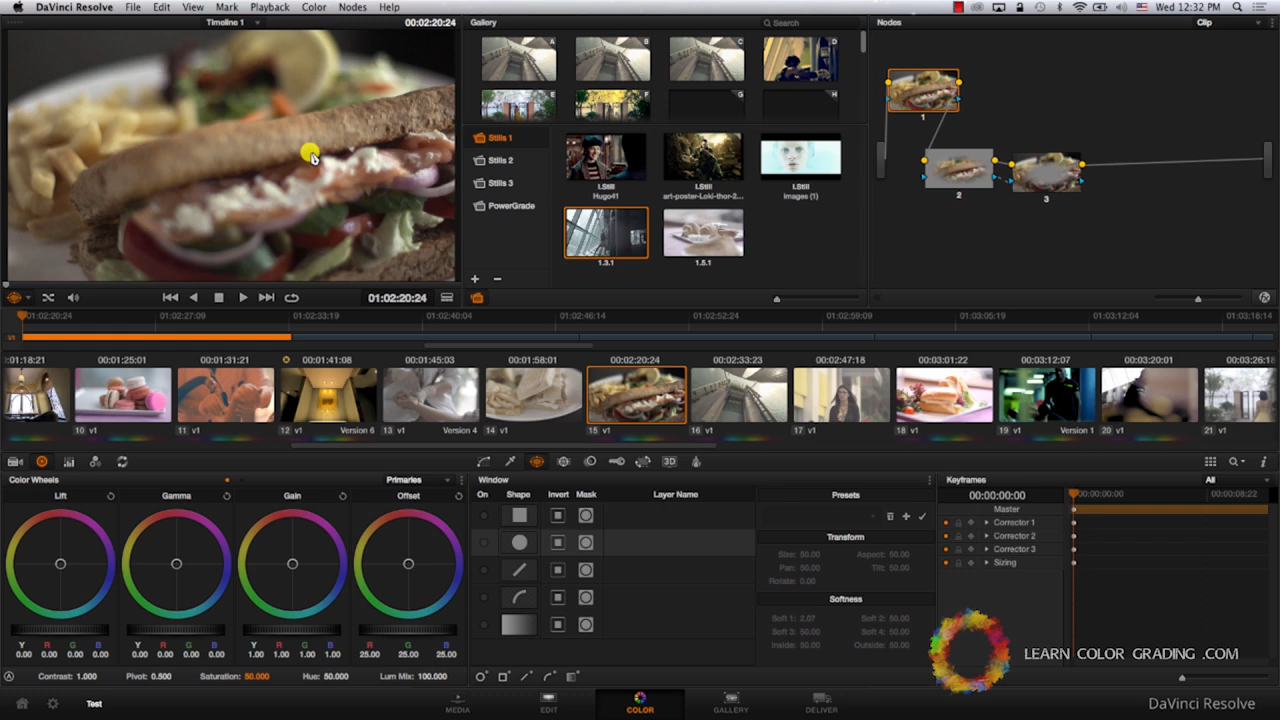 DaVinci Resolve File Edit View Mark Playback Color Nodes Help Wed 12:32 PM
Timeline 1 00:02:20:24 Gallery Search Nodes Clip
A B C D
E F G H
Stills 1
Stills 2
Stills 3
PowerGrade
I.Still I.Still I.Still
Hugo41 art-poster-Loki-thor-2... images (1)
1.3.1 1.5.1
1
2 3
01:02:20:24
01:02:20:24 01:02:27:09 01:02:33:19 01:02:40:04 01:02:46:14 01:02:52:24 01:02:59:09 01:03:05:19 01:03:12:04 01:03:18:14
V1
:01:18:21 00:01:25:01 00:01:31:21 00:01:41:08 00:01:45:03 00:01:58:01 00:02:20:24 00:02:33:23 00:02:47:18 00:03:01:22 00:03:12:07 00:03:20:01 00:03:26:18
10 v1 11 v1 12 Version 6 13 Version 4 14 v1 15 v1 16 v1 17 v1 18 v1 19 Version 1 20 v1 21 v1
3D
Color Wheels Primaries Window Keyframes All
Lift Gamma Gain Offset
On Shape Invert Mask Layer Name Presets
00:00:00:00 00:00:00:00 00:00:08:22
Master
Corrector 1
Corrector 2
Corrector 3
Sizing
Transform
Size: 50.00 Aspect: 50.00
Pan: 50.00 Tilt: 50.00
Rotate: 0.00
Softness
Soft 1: 2.07 Soft 2: 50.00
Soft 3: 50.00 Soft 4: 50.00
Inside: 50.00 Outside: 50.00
Y R G B Y R G B Y R G B R G B
0.00 0.00 0.00 0.00 0.00 0.00 0.00 0.00 1.00 1.00 1.00 1.00 25.00 25.00 25.00
Contrast: 1.000 Pivot: 0.500 Saturation: 50.000 Hue: 50.000 Lum Mix: 100.000
LEARN COLOR GRADING .COM
Test MEDIA EDIT COLOR GALLERY DELIVER DaVinci Resolve